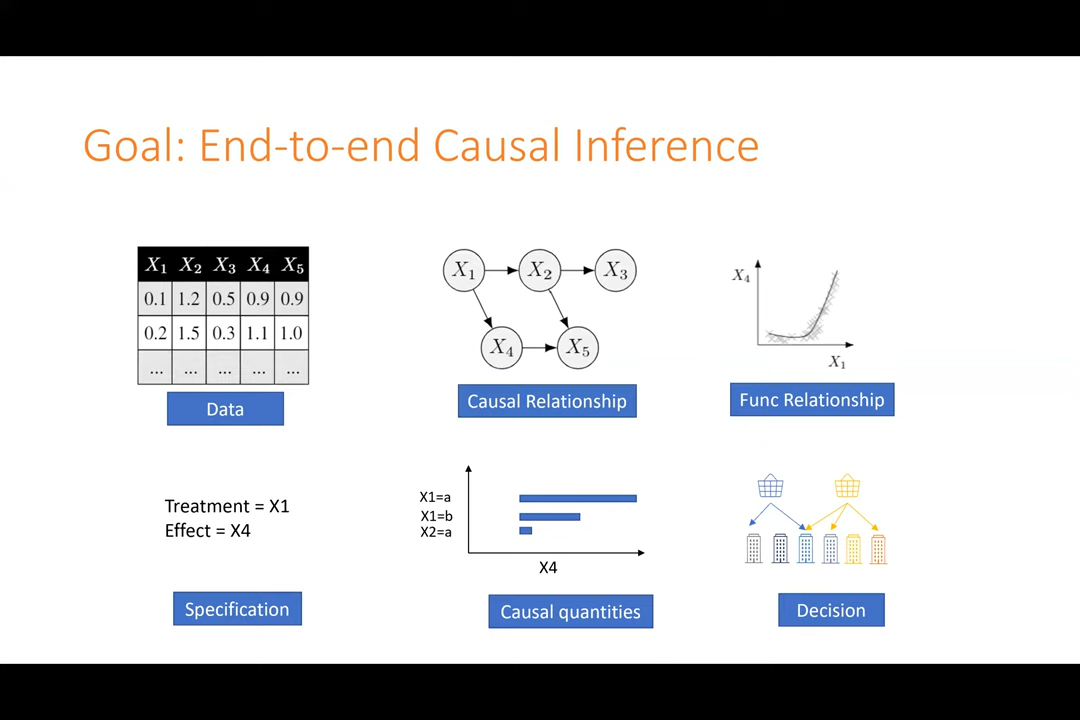 Goal: End-to-end Causal Inference
X1 X2 X3 X4 X5
0.1 1.2 0.5 0.9 0.9
0.2 1.5 0.3 1.1 1.0
... ... ... ... ...
Data
X1 X2 X3
X4 X5
Causal Relationship
X4
X1
Func Relationship
Treatment = X1
Effect = X4
Specification
X1=a
X1=b
X2=a
X4
Causal quantities
Decision